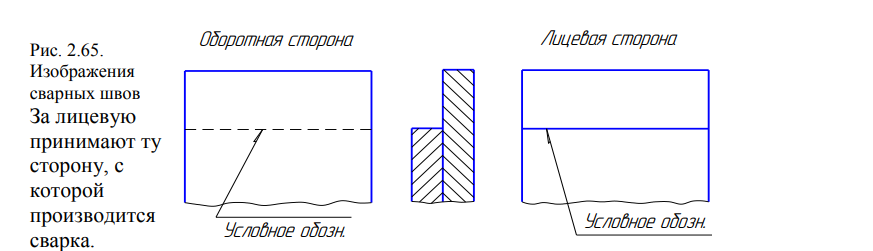 Рис. 2.65.
Изображения
сварных швов
За лицевую
принимают ту
сторону, с
которой
производится
сварка.
Оборотная сторона
Условное обозн.
Лицевая сторона
Условное обозн.